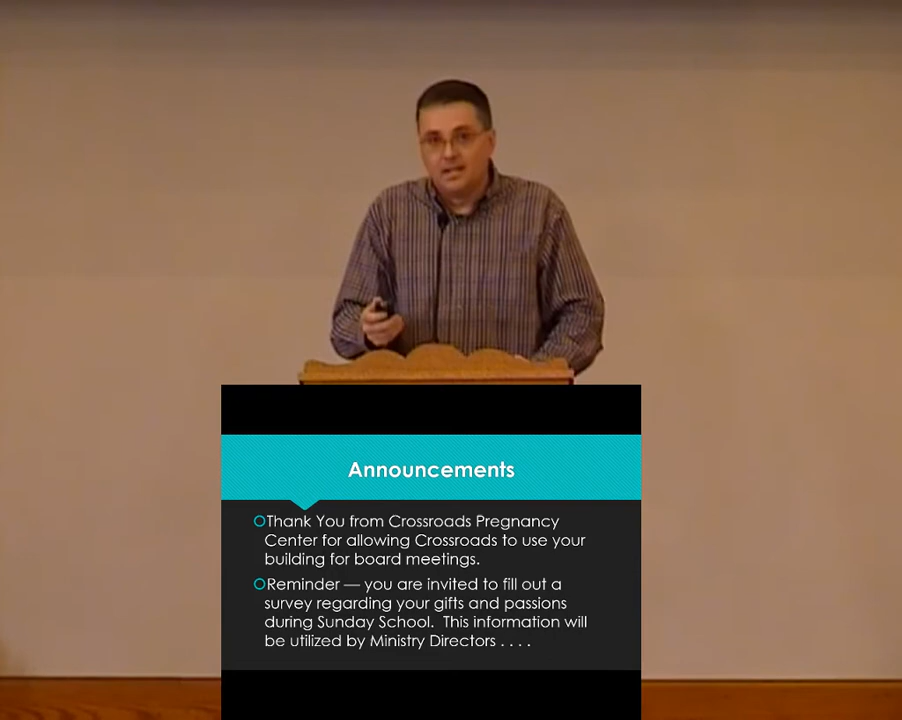 Announcements
Thank You from Crossroads Pregnancy
Center for allowing Crossroads to use your
building for board meetings.
Reminder — you are invited to fill out a
survey regarding your gifts and passions
during Sunday School.  This information will
be utilized by Ministry Directors . . . .